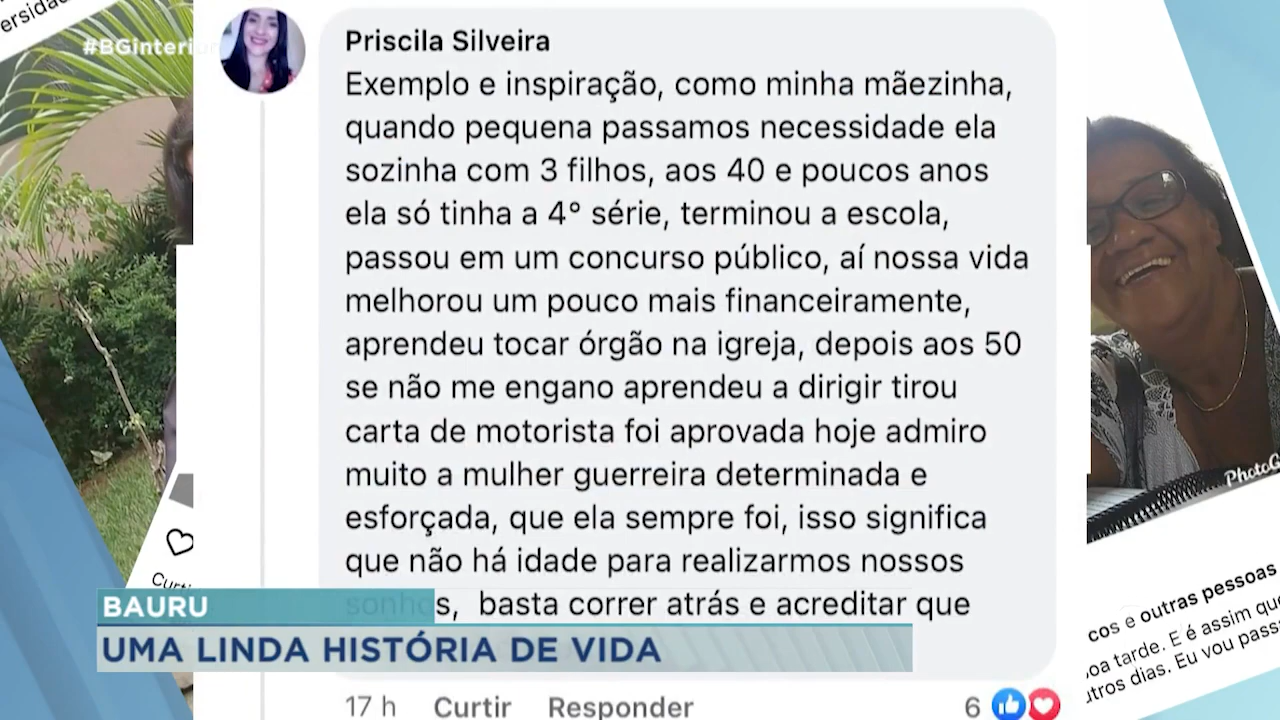 #BGinteri
Priscila Silveira
Exemplo e inspiração, como minha mãezinha,
quando pequena passamos necessidade ela
sozinha com 3 filhos, aos 40 e poucos anos
ela só tinha a 4° série, terminou a escola,
passou em um concurso público, aí nossa vida
melhorou um pouco mais financeiramente,
aprendeu tocar órgão na igreja, depois aos 50
se não me engano aprendeu a dirigir tirou
carta de motorista foi aprovada hoje admiro
muito a mulher guerreira determinada e
esforçada, que ela sempre foi, isso significa
que não há idade para realizarmos nossos
sonhos, basta correr atrás e acreditar que
17 h Curtir Responder 6
BAURU
UMA LINDA HISTÓRIA DE VIDA
PhotoG
cos e outras pessoas
oa tarde. E é assim que
utros dias. Eu vou pass